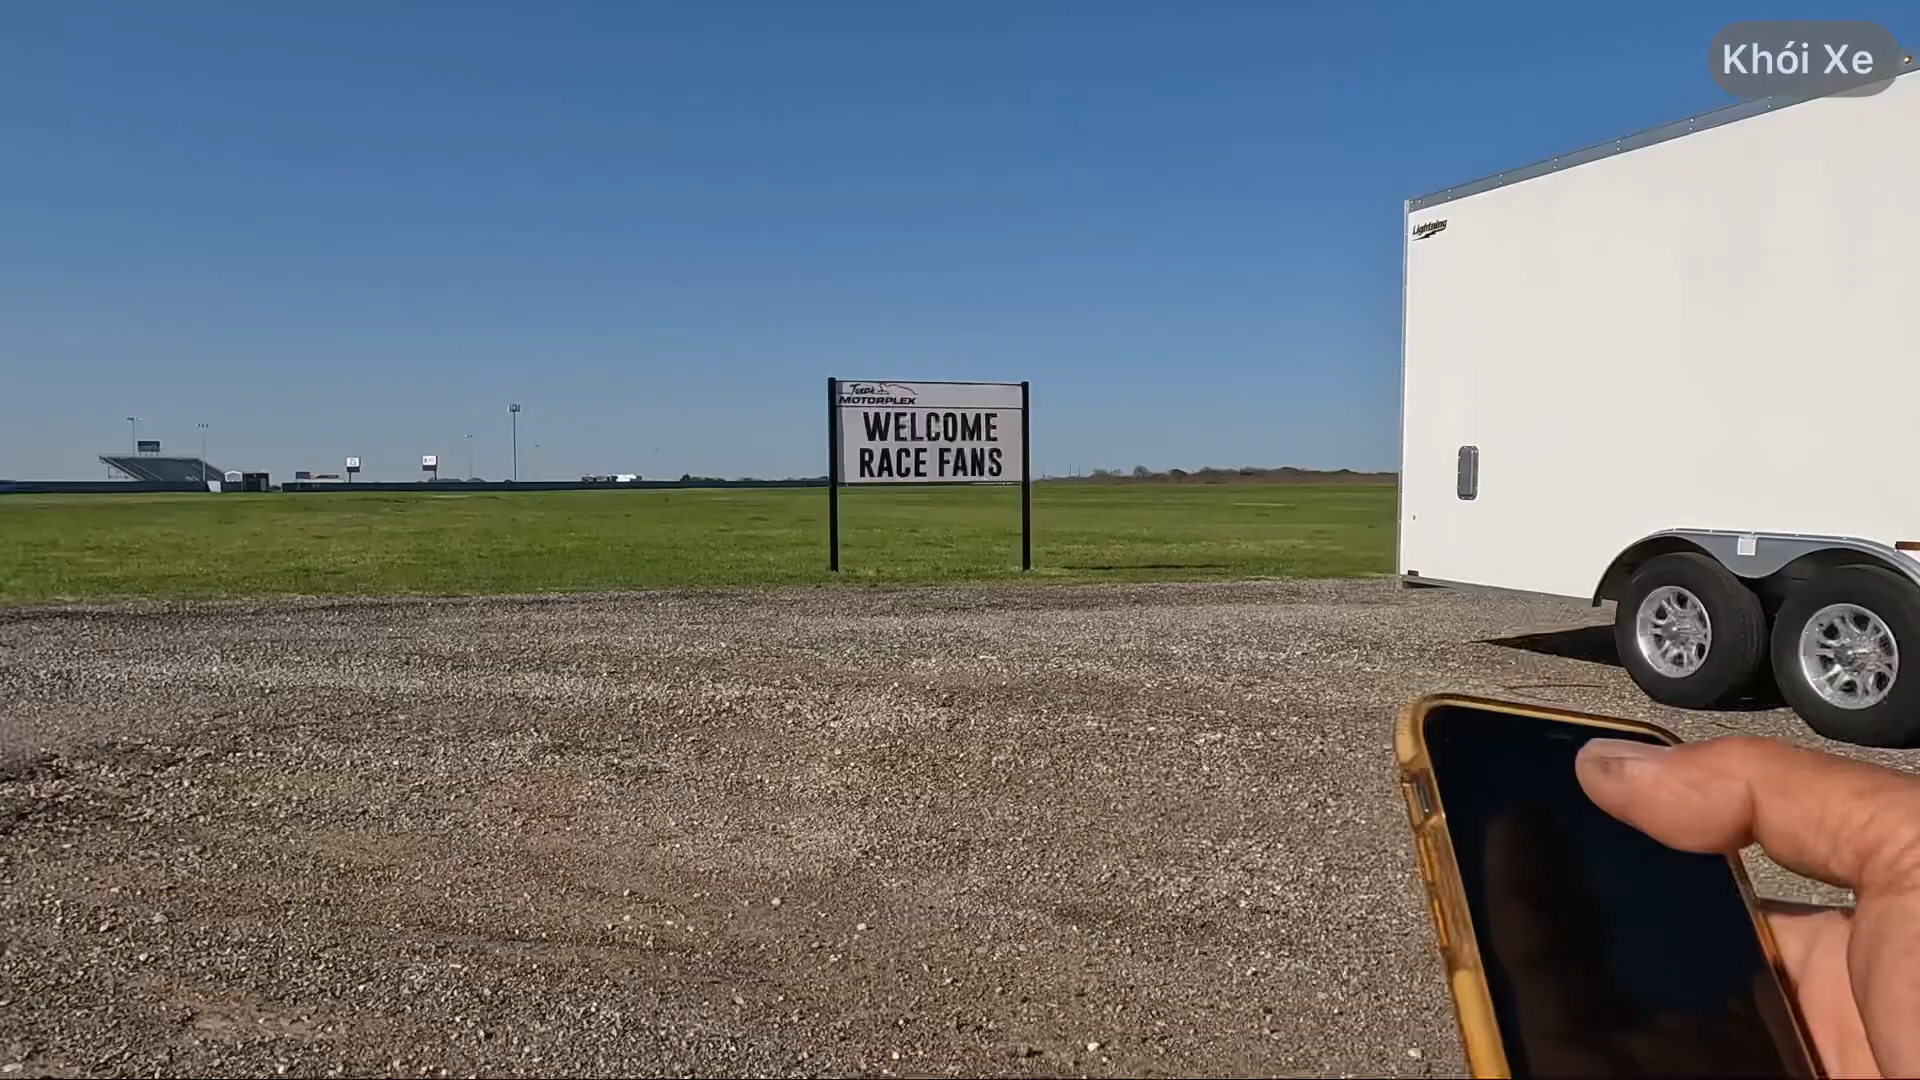 Khói Xe
Lightning
Texas
MOTORPLEX
WELCOME
RACE FANS